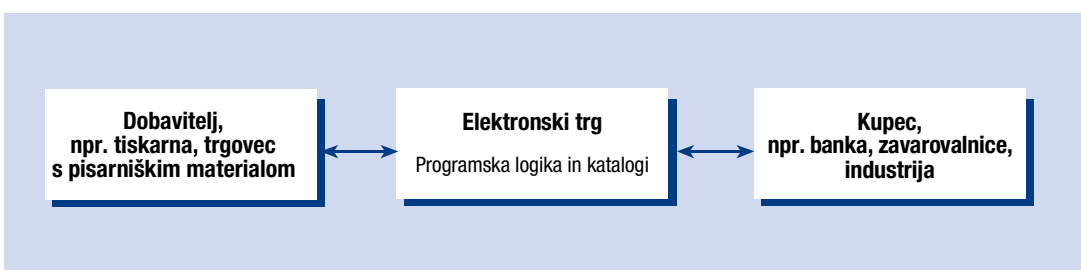 Dobavitelj,
npr. tiskarna, trgovec
s pisarniškim materialom
Elektronski trg
Programska logika in katalogi
Kupec,
npr. banka, zavarovalnice,
industrija